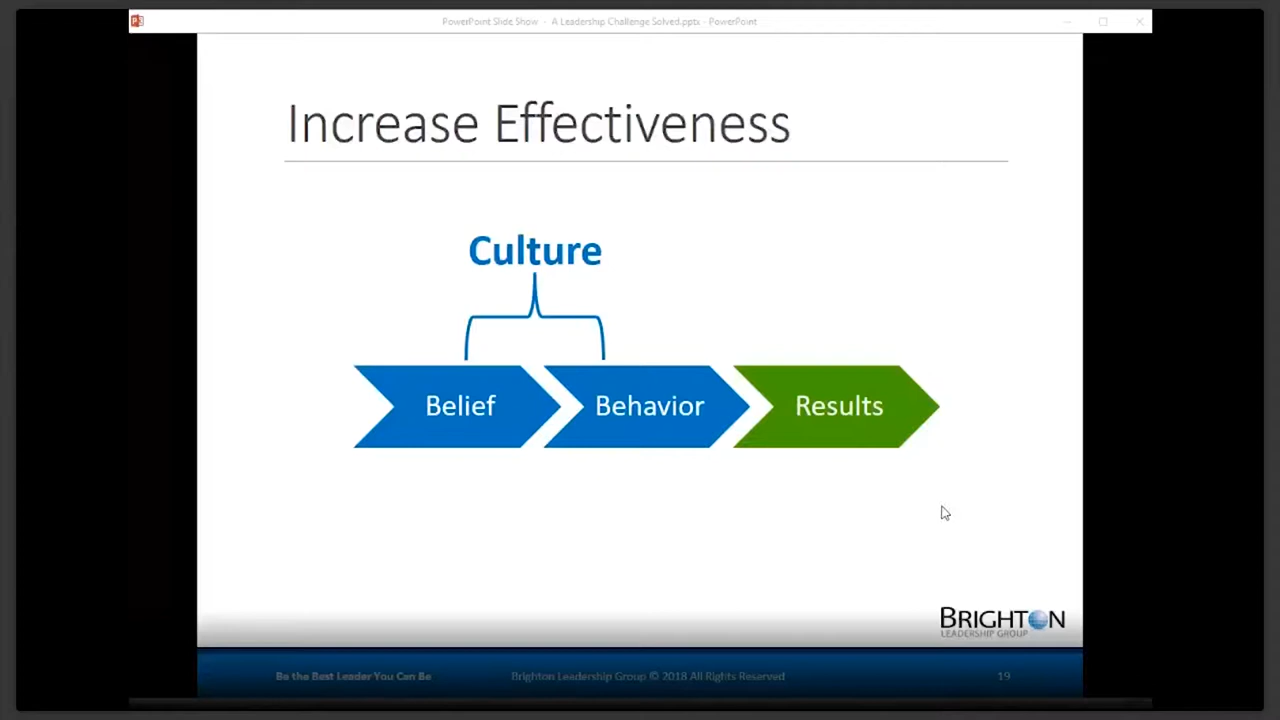 PowerPoint Slide Show - A Leadership Challenge Solved.pptx - PowerPoint
Increase Effectiveness
Culture
Belief Behavior Results
BRIGHTON
LEADERSHIP GROUP
Be the Best Leader You Can Be Brighton Leadership Group © 2018 All Rights Reserved 19